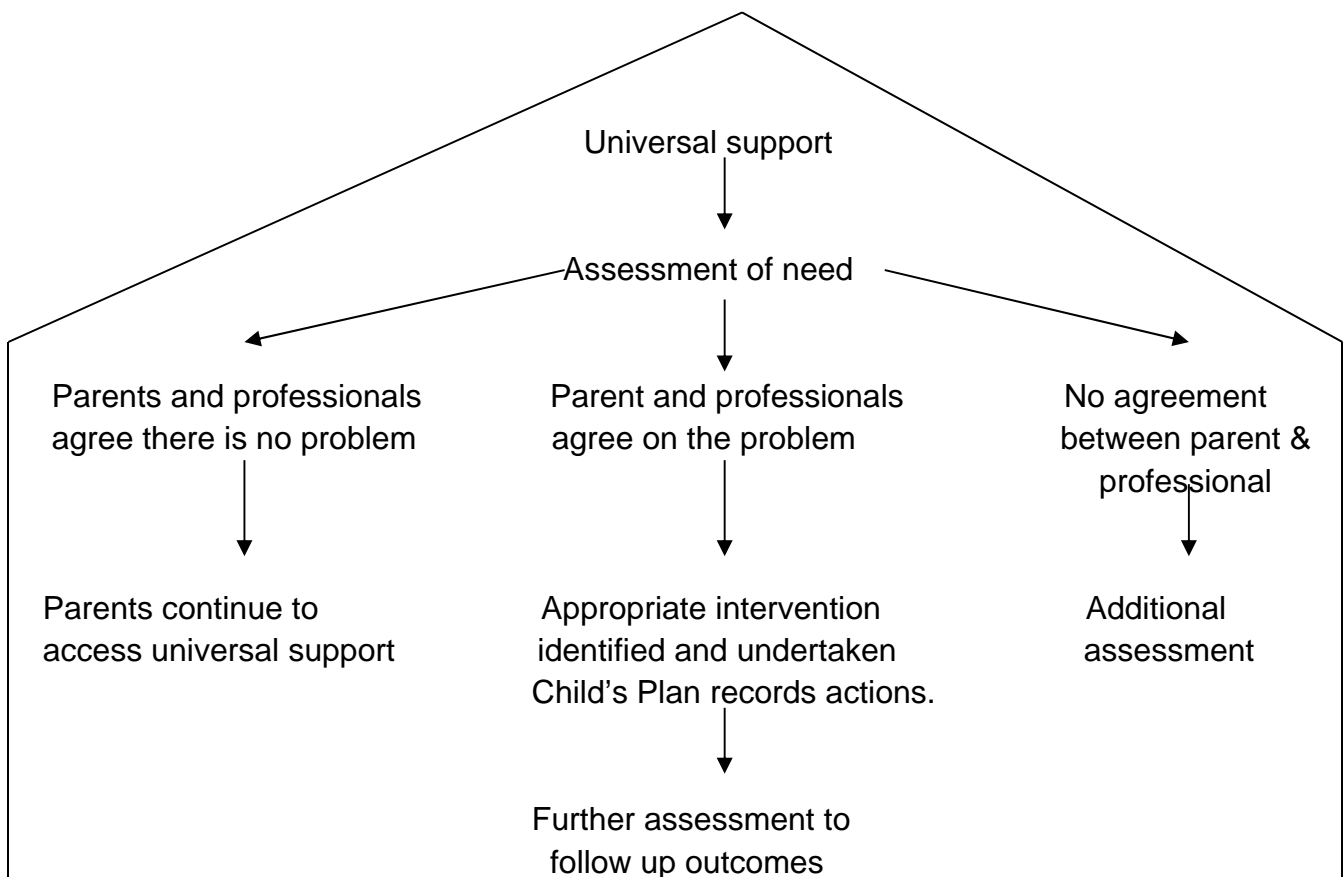 Universal support
Assessment of need
Parents and professionals
agree there is no problem
Parent and professionals
agree on the problem
No agreement
between parent &
professional
Parents continue to
access universal support
Appropriate intervention
identified and undertaken
Child’s Plan records actions.
Additional
assessment
Further assessment to
follow up outcomes